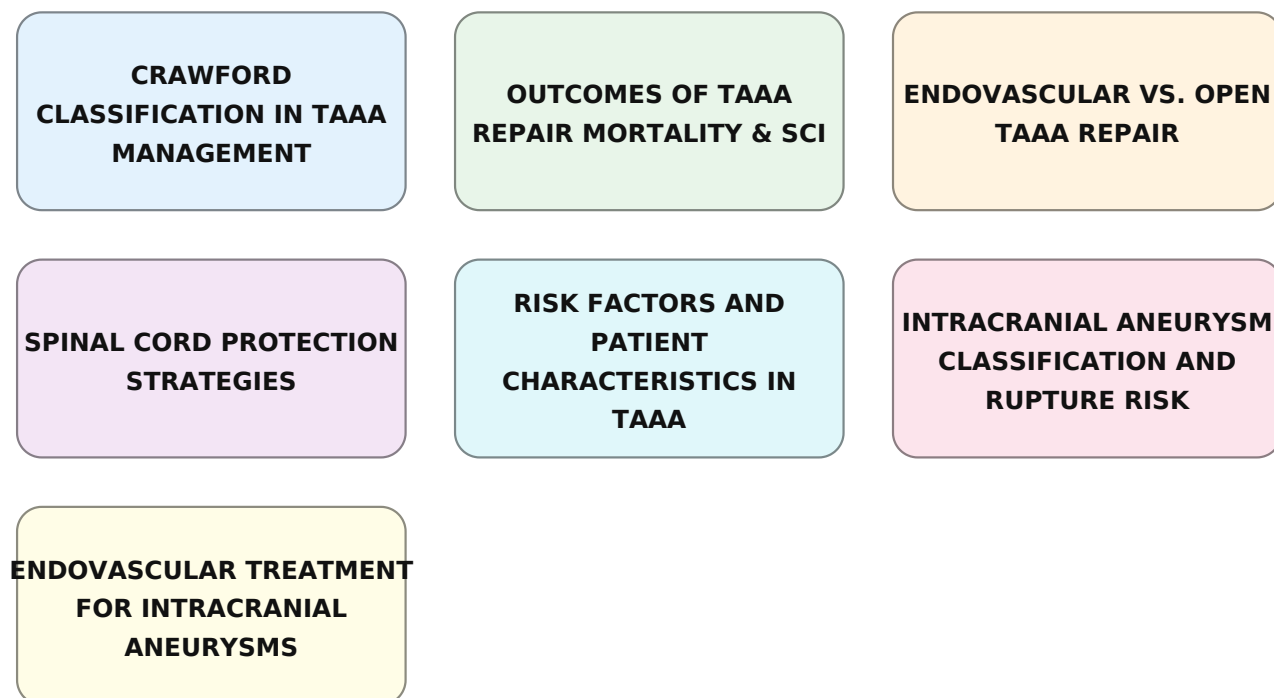 CRAWFORD
CLASSIFICATION IN TAAA
MANAGEMENT
OUTCOMES OF TAAA
REPAIR MORTALITY & SCI
ENDOVASCULAR VS. OPEN
TAAA REPAIR
SPINAL CORD PROTECTION
STRATEGIES
RISK FACTORS AND
PATIENT
CHARACTERISTICS IN
TAAA
INTRACRANIAL ANEURYSM
CLASSIFICATION AND
RUPTURE RISK
ENDOVASCULAR TREATMENT
FOR INTRACRANIAL
ANEURYSMS